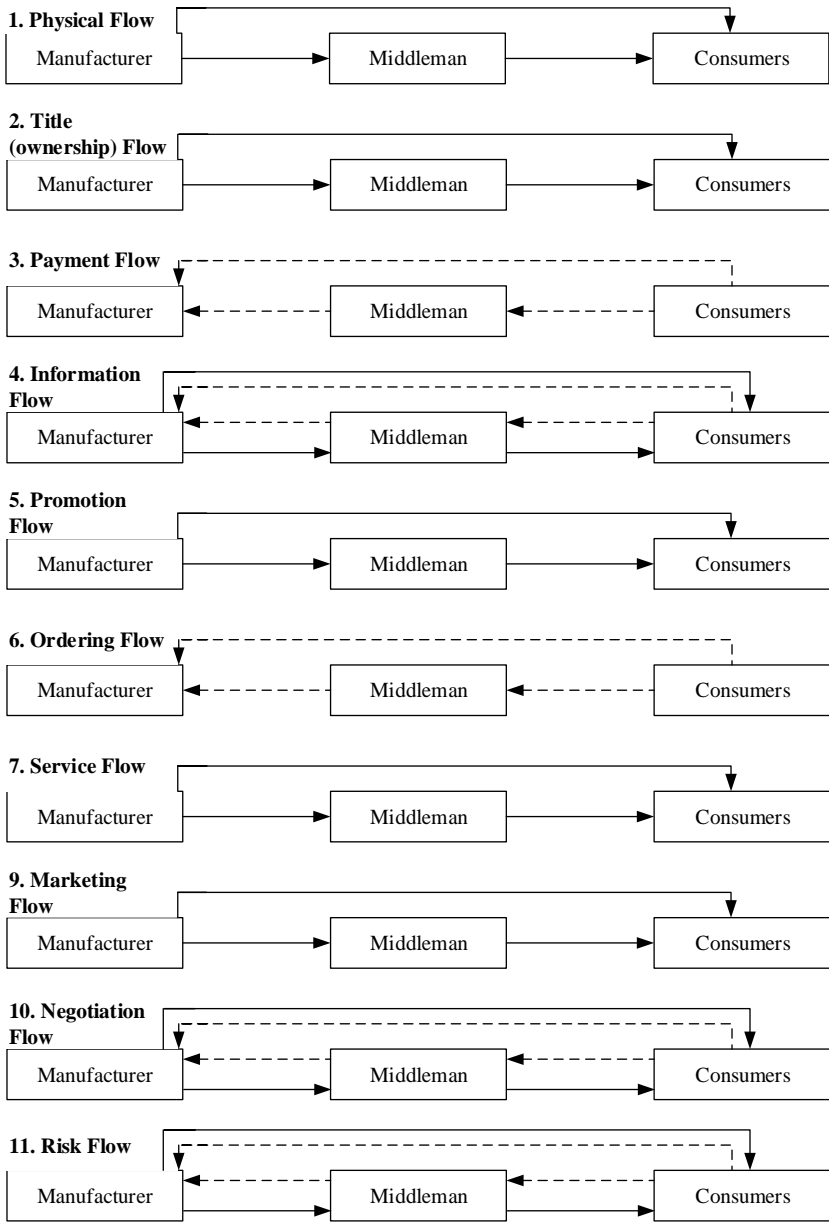 1. Physical Flow
Manufacturer Middleman Consumers
2. Title
(ownership) Flow
Manufacturer Middleman Consumers
3. Payment Flow
Manufacturer Middleman Consumers
4. Information
Flow
Manufacturer Middleman Consumers
5. Promotion
Flow
Manufacturer Middleman Consumers
6. Ordering Flow
Manufacturer Middleman Consumers
7. Service Flow
Manufacturer Middleman Consumers
9. Marketing
Flow
Manufacturer Middleman Consumers
10. Negotiation
Flow
Manufacturer Middleman Consumers
11. Risk Flow
Manufacturer Middleman Consumers